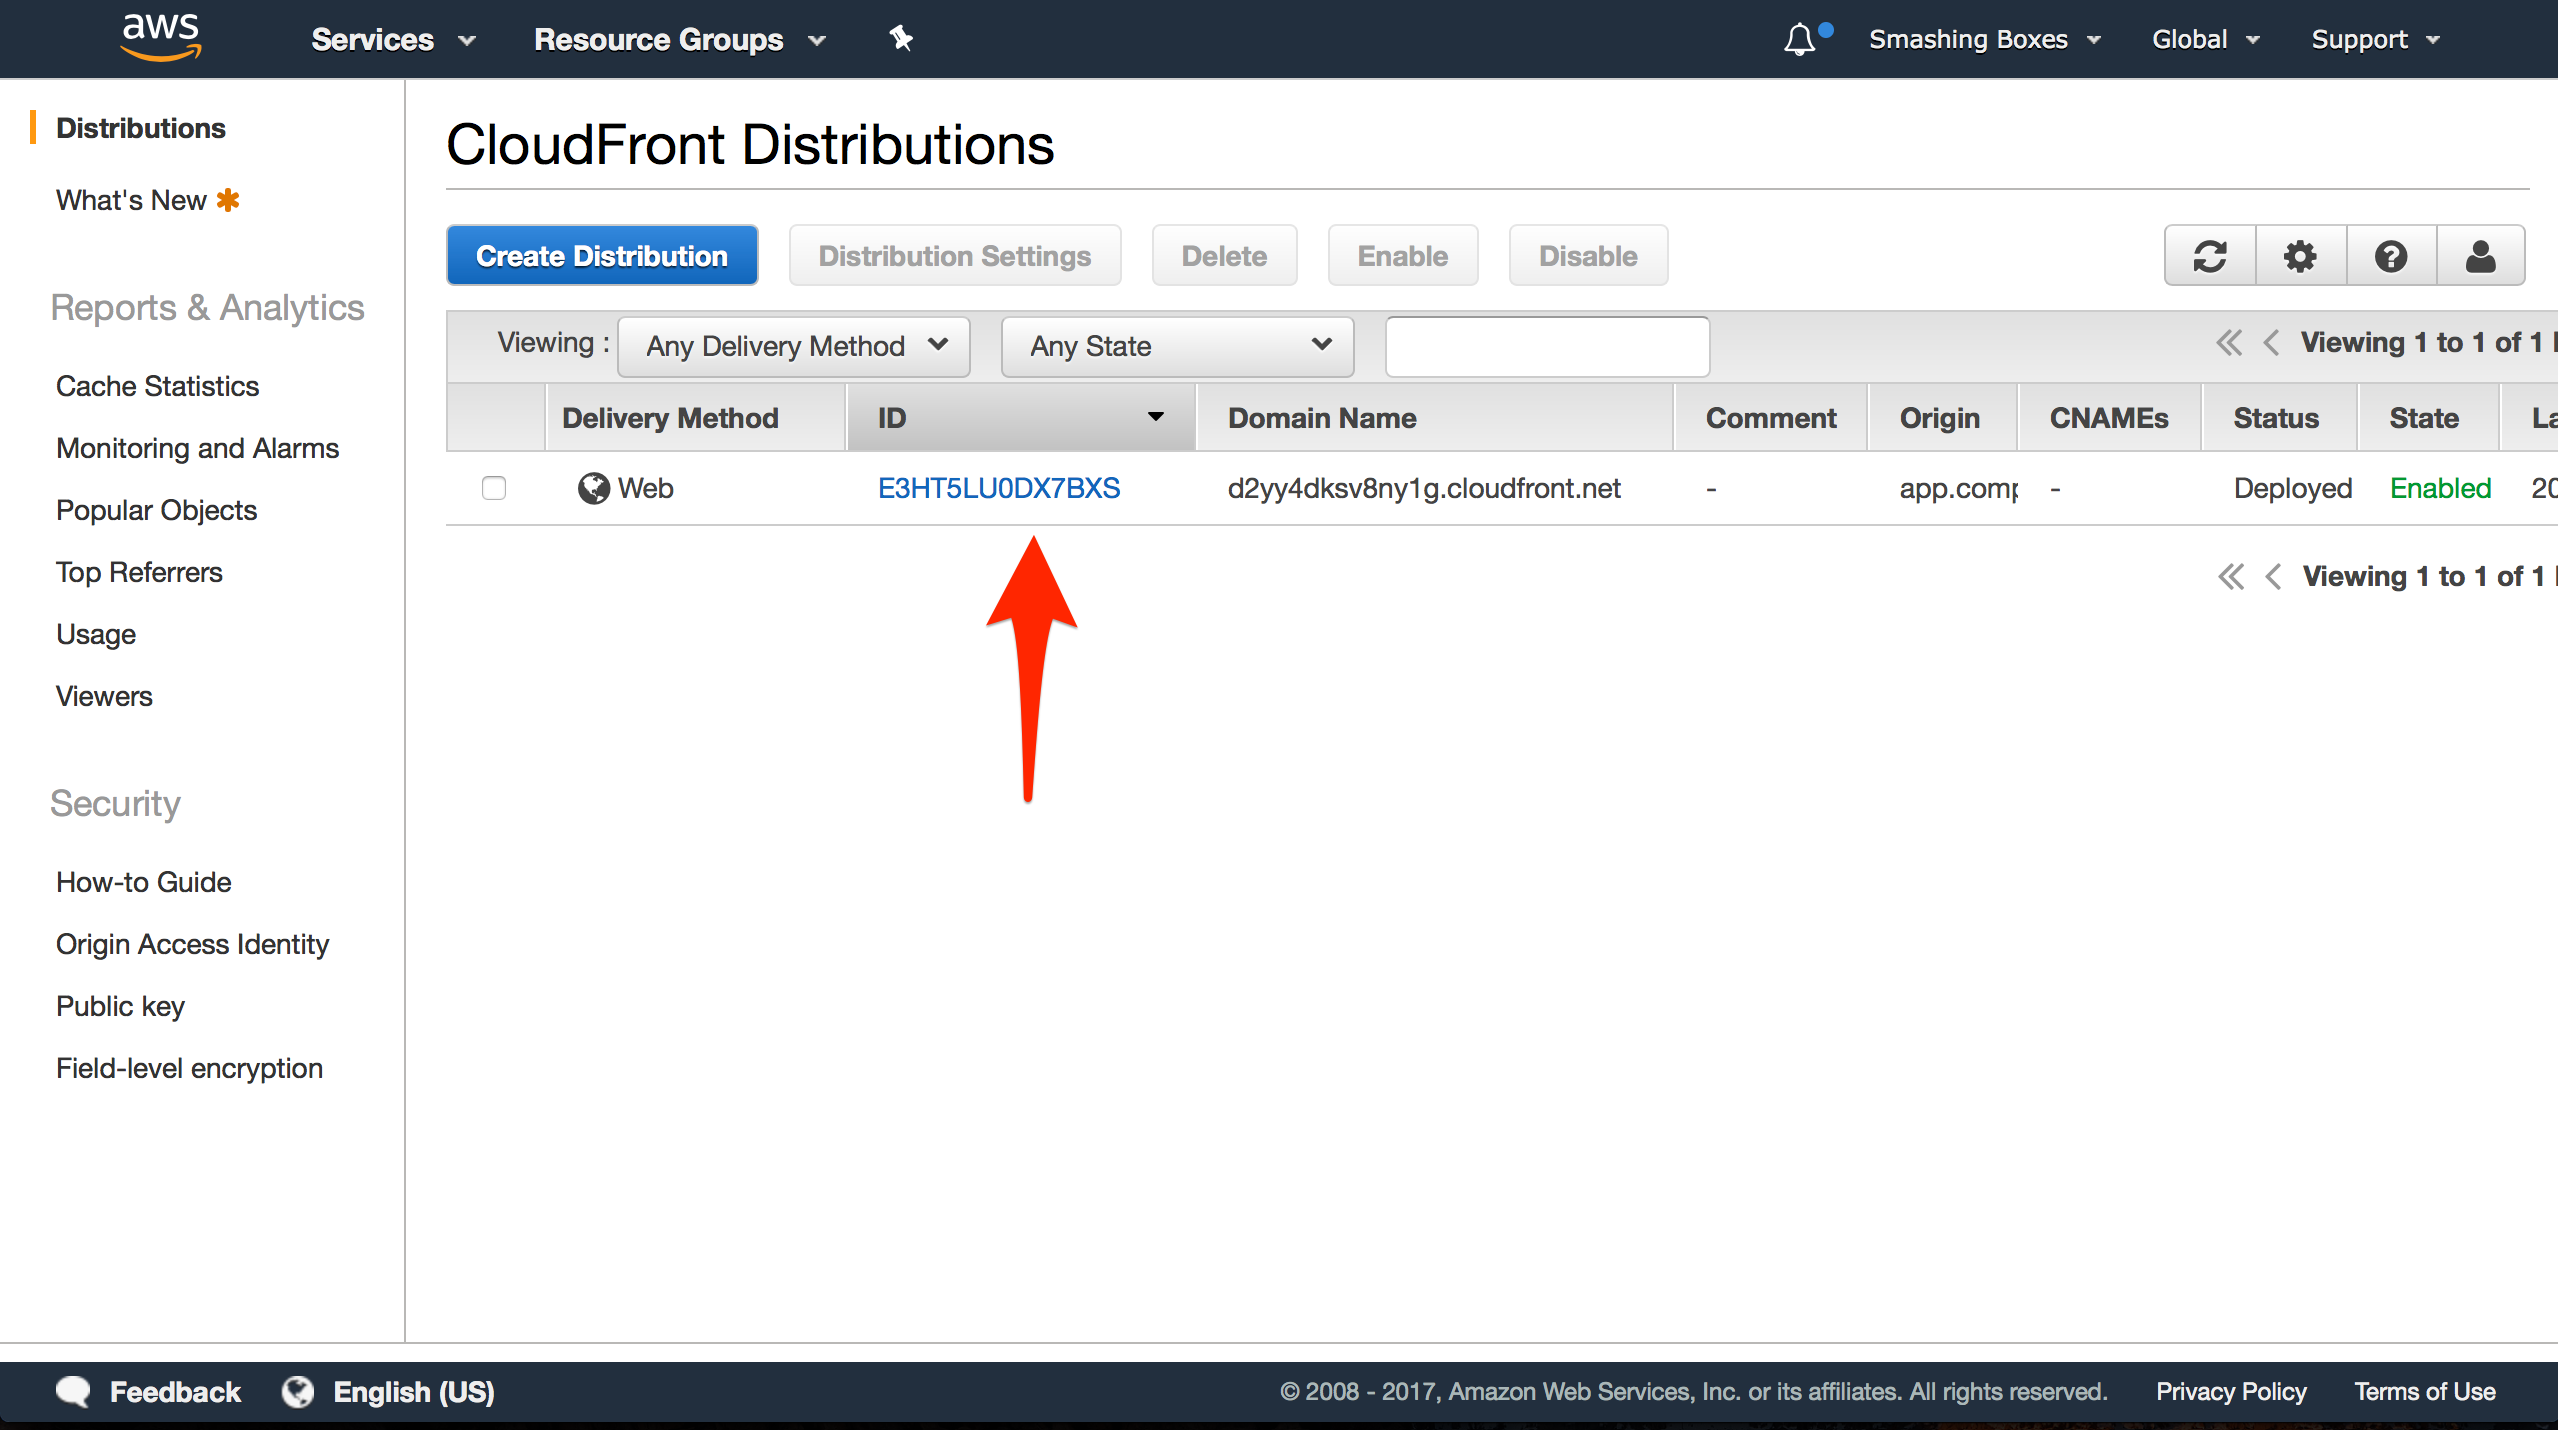 aws Services Resource Groups Smashing Boxes Global Support
Distributions
What's New
Reports & Analytics
Cache Statistics
Monitoring and Alarms
Popular Objects
Top Referrers
Usage
Viewers
Security
How-to Guide
Origin Access Identity
Public key
Field-level encryption
CloudFront Distributions
Create Distribution Distribution Settings Delete Enable Disable
Viewing : Any Delivery Method Any State Viewing 1 to 1 of 1
Delivery Method ID Domain Name Comment Origin CNAMEs Status State La
Web E3HT5LU0DX7BXS d2yy4dksv8ny1g.cloudfront.net - app.comp - Deployed Enabled 20
Viewing 1 to 1 of 1
Feedback English (US) © 2008 - 2017, Amazon Web Services, Inc. or its affiliates. All rights reserved. Privacy Policy Terms of Use